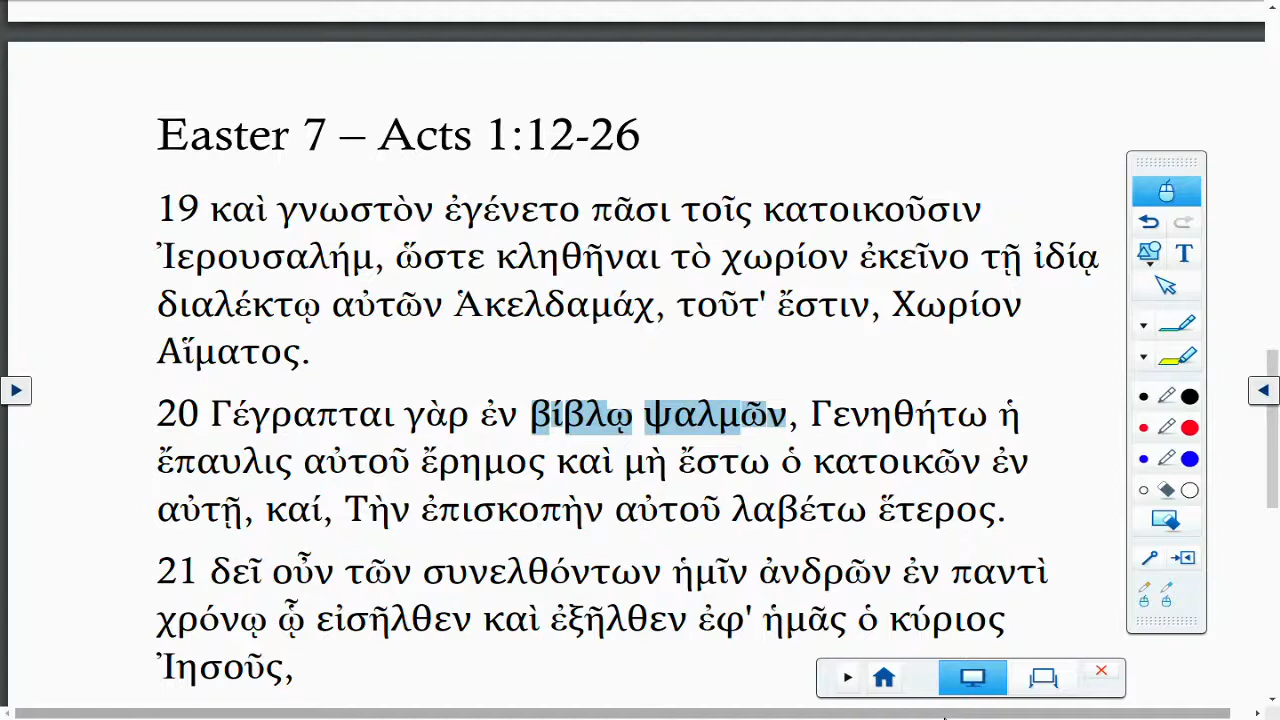 Easter 7 – Acts 1:12-26
19 καὶ γνωστὸν ἐγένετο πᾶσι τοῖς κατοικοῦσιν
Ἰερουσαλήμ, ὥστε κληθῆναι τὸ χωρίον ἐκεῖνο τῇ ἰδίᾳ
διαλέκτῳ αὐτῶν Ἁκελδαμάχ, τοῦτ' ἔστιν, Χωρίον
Αἵματος.
20 Γέγραπται γὰρ ἐν βίβλῳ ψαλμῶν, Γενηθήτω ἡ
ἔπαυλις αὐτοῦ ἔρημος καὶ μὴ ἔστω ὁ κατοικῶν ἐν
αὐτῇ, καί, Τὴν ἐπισκοπὴν αὐτοῦ λαβέτω ἕτερος.
21 δεῖ οὖν τῶν συνελθόντων ἡμῖν ἀνδρῶν ἐν παντὶ
χρόνῳ ᾧ εἰσῆλθεν καὶ ἐξῆλθεν ἐφ' ἡμᾶς ὁ κύριος
Ἰησοῦς,
T